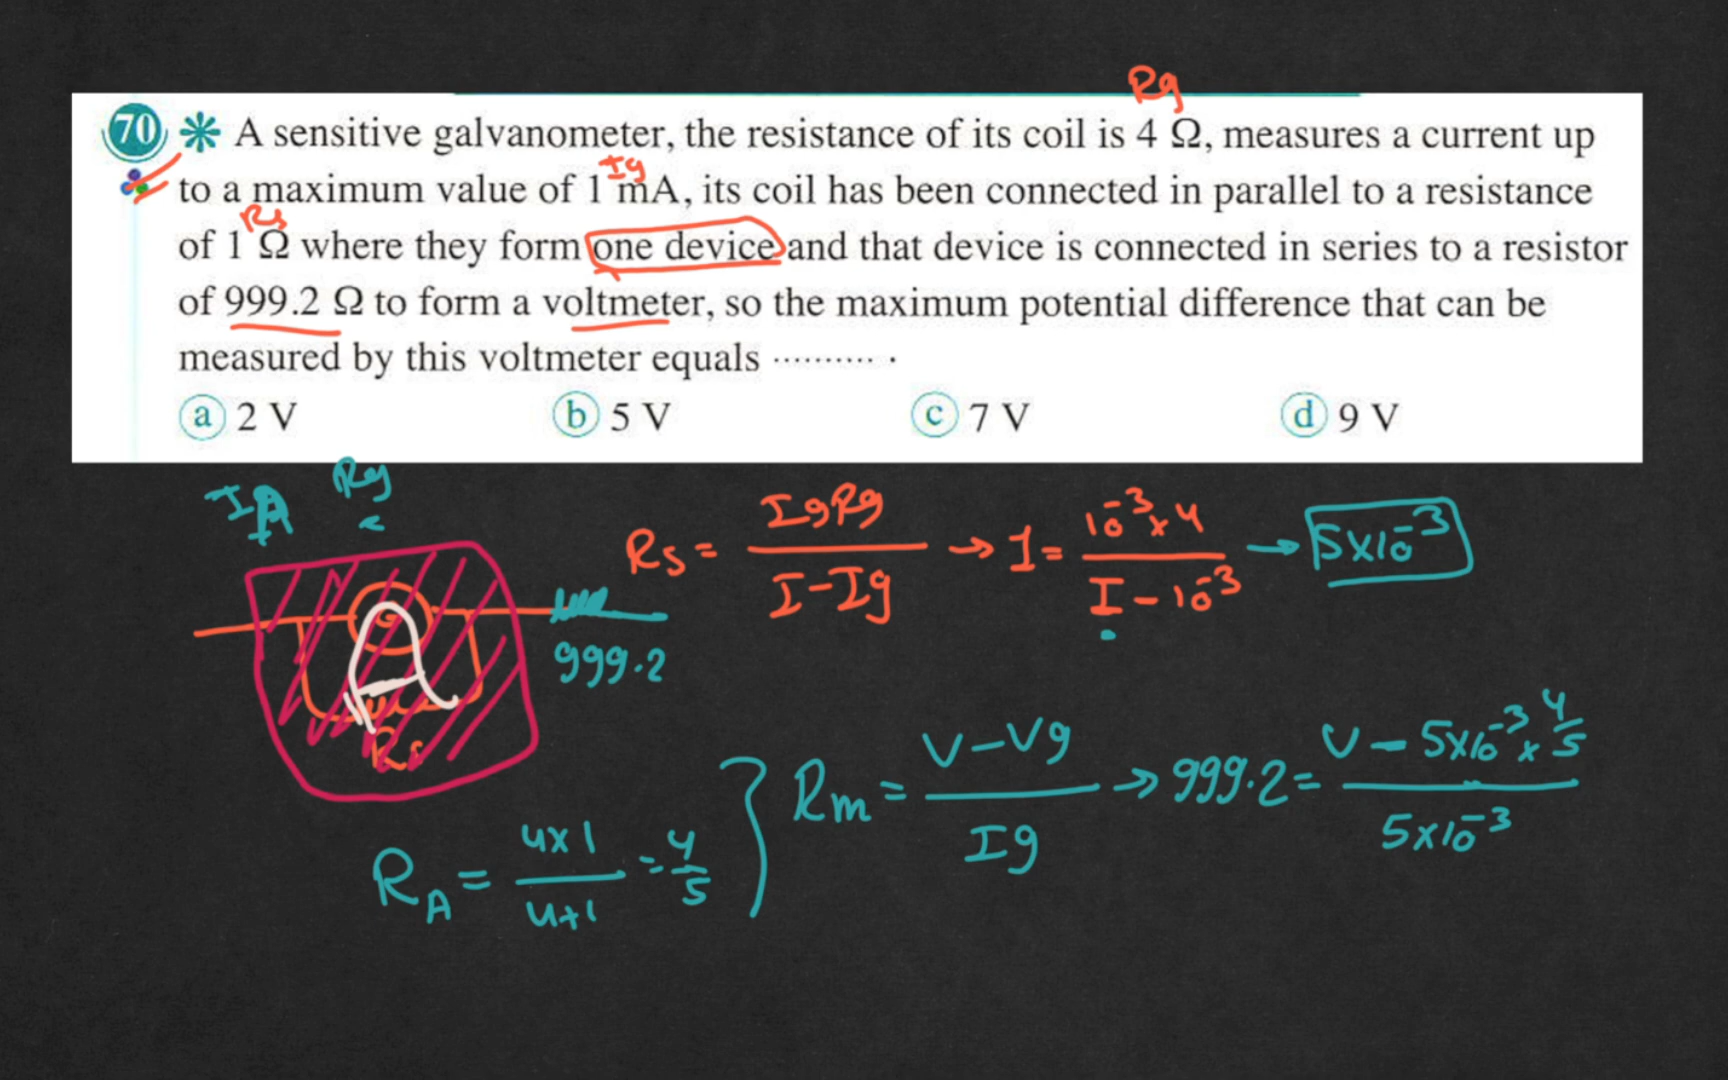 Rg
70 * A sensitive galvanometer, the resistance of its coil is 4 Ω, measures a current up
Ig
to a maximum value of 1 mA, its coil has been connected in parallel to a resistance
Rs
of 1 Ω where they form one device and that device is connected in series to a resistor
of 999.2 Ω to form a voltmeter, so the maximum potential difference that can be
measured by this voltmeter equals .......... .
a 2 V b 5 V c 7 V d 9 V
IA Rg
Rs = IgRg / I-Ig → 1 = 10^-3 x 4 / I - 10^-3 → 5x10^-3
G
A
999.2
Rs
Rm = V-Vg / Ig → 999.2 = V - 5x10^-3 x 4/5 / 5x10^-3
RA = 4x1 / 4+1 = 4/5